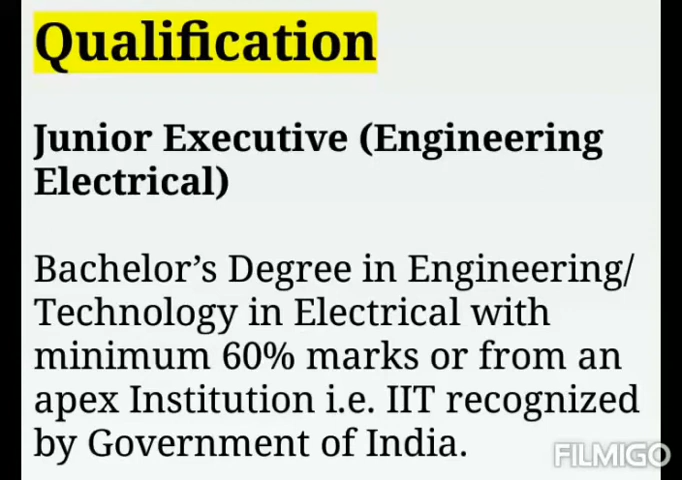 Qualification
Junior Executive (Engineering
Electrical)
Bachelor’s Degree in Engineering/
Technology in Electrical with
minimum 60% marks or from an
apex Institution i.e. IIT recognized
by Government of India.
FILMIGO